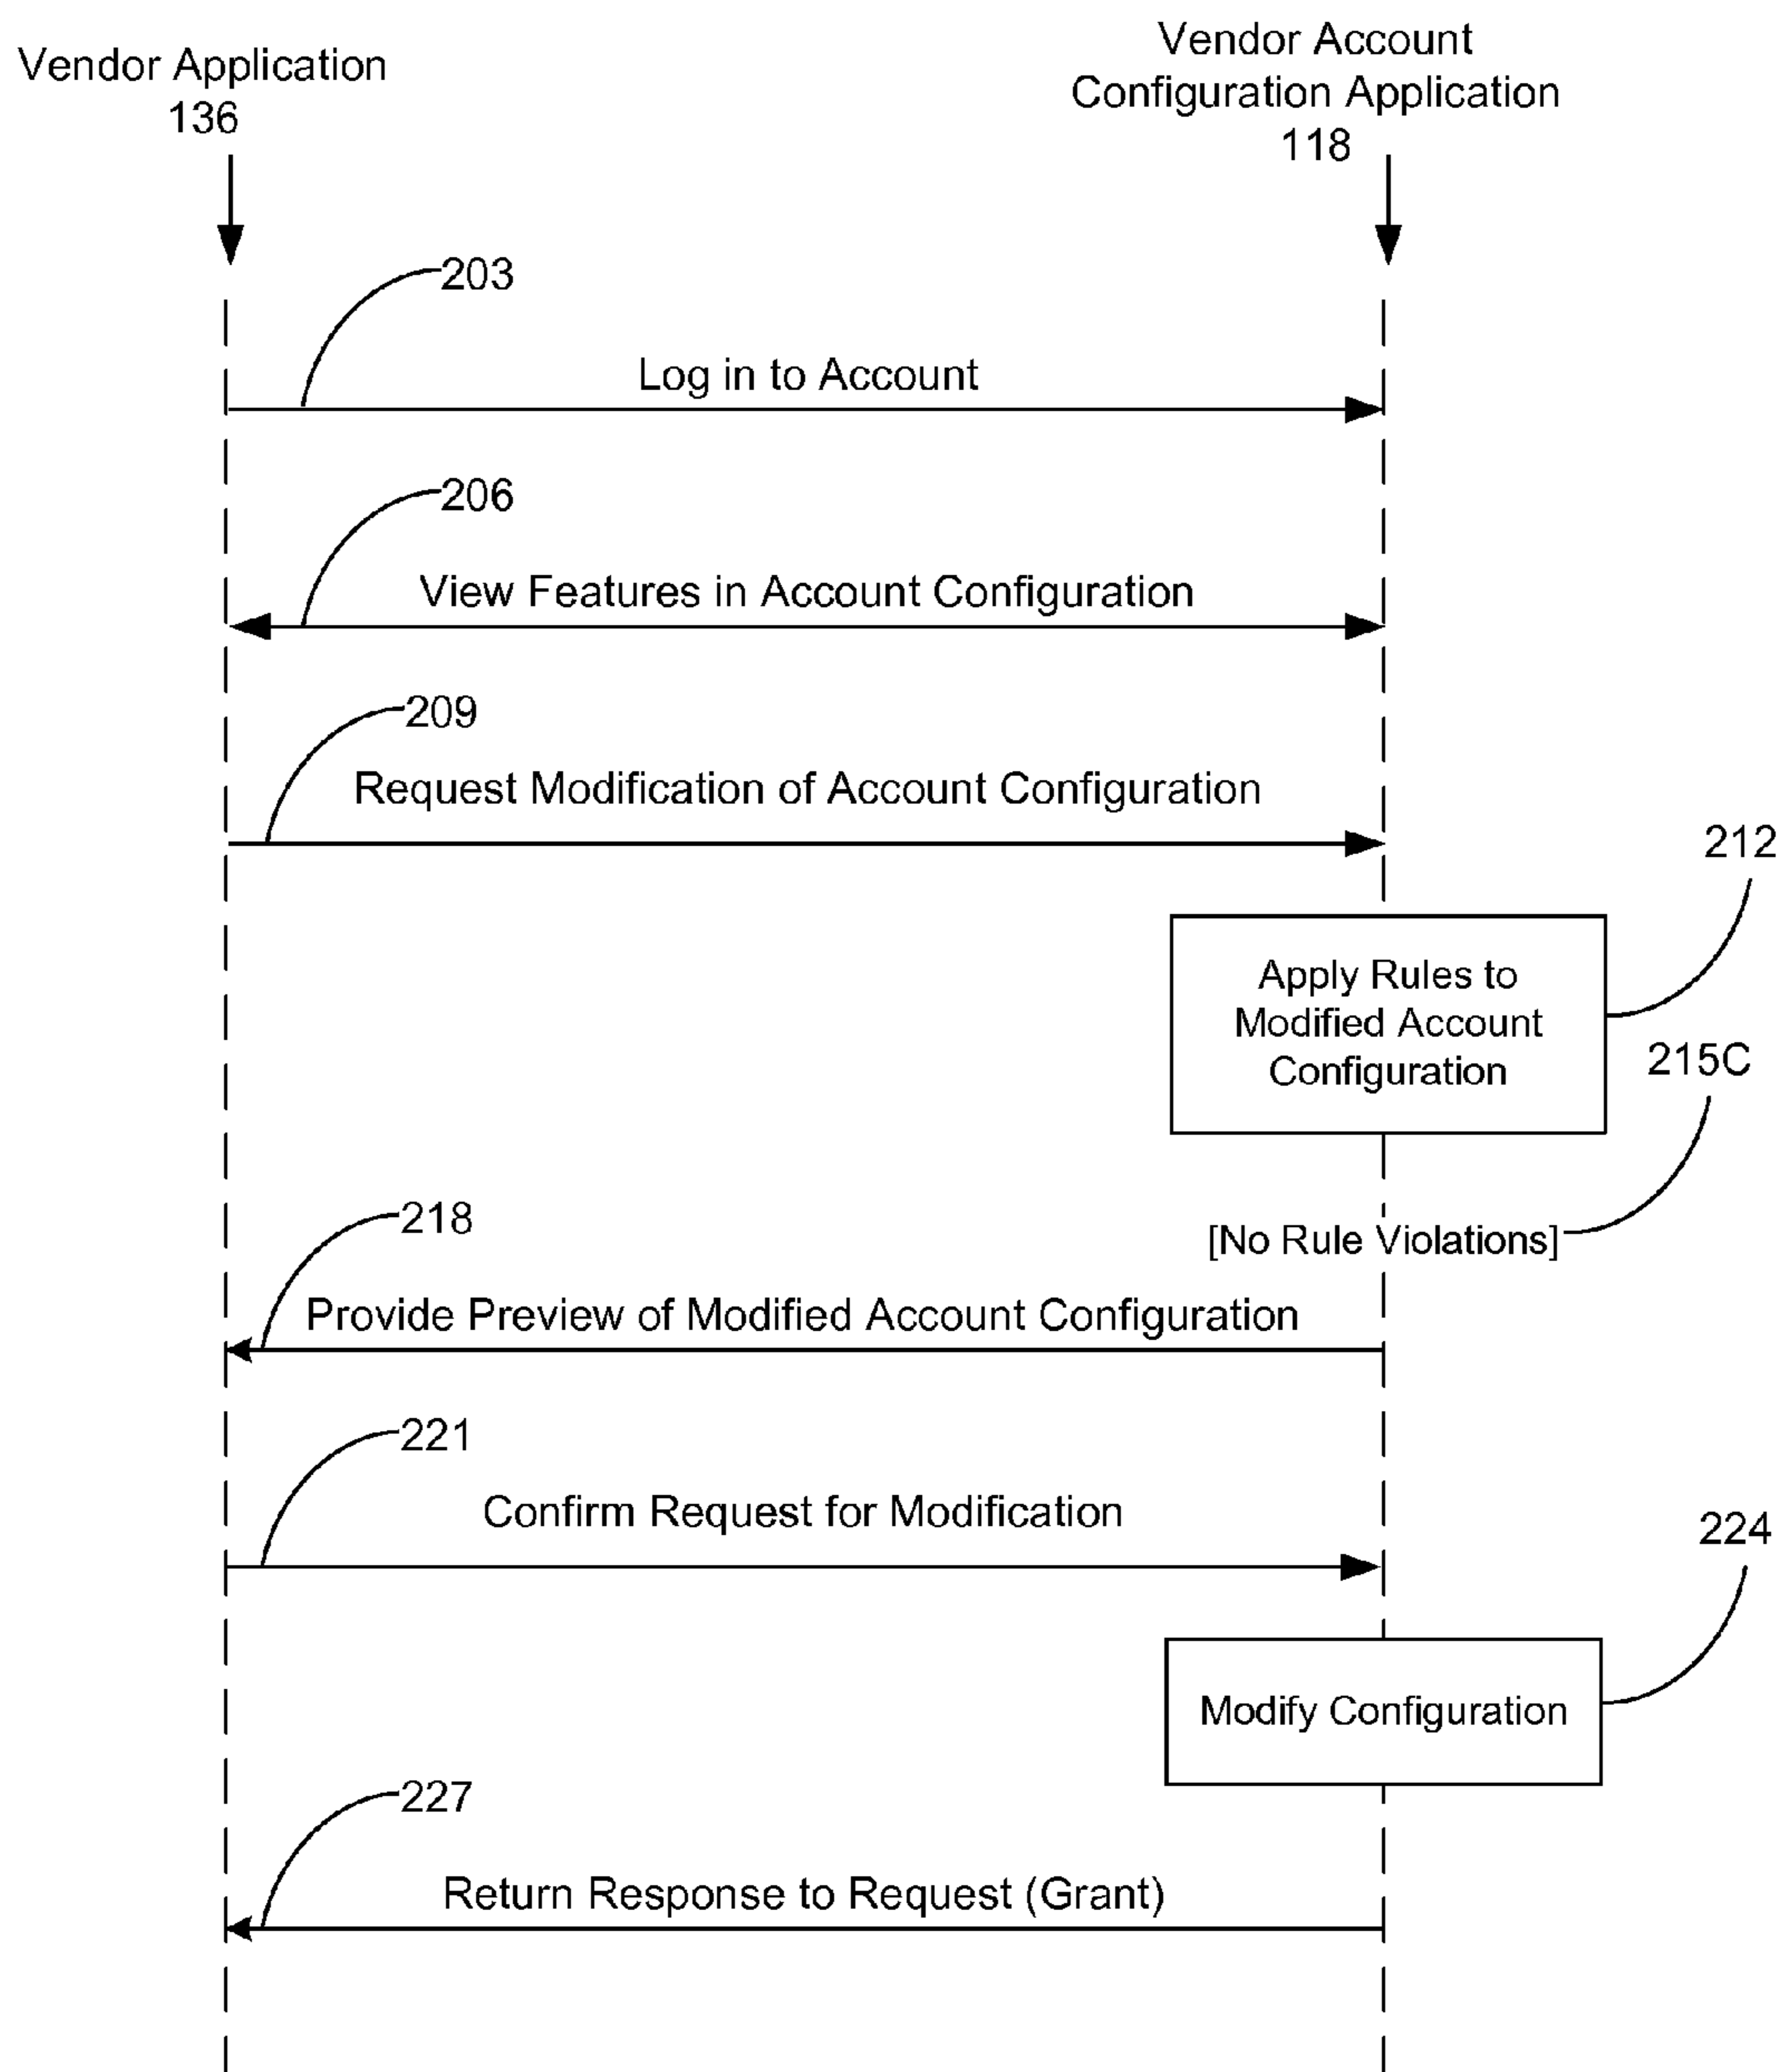 Vendor Application
136
Vendor Account
Configuration Application
118
203
Log in to Account
206
View Features in Account Configuration
209
Request Modification of Account Configuration
212
Apply Rules to
Modified Account
Configuration
215C
[No Rule Violations]
218
Provide Preview of Modified Account Configuration
221
Confirm Request for Modification
224
Modify Configuration
227
Return Response to Request (Grant)